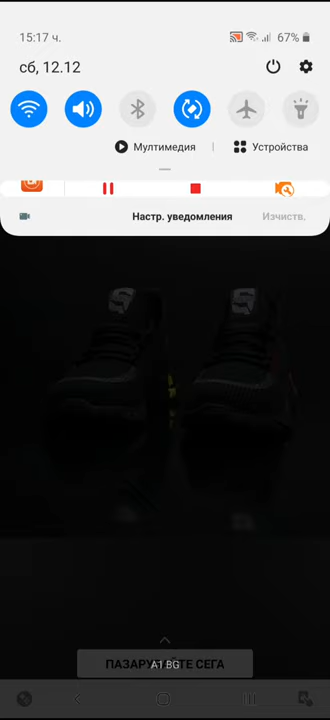 15:17 ч.
67%
сб, 12.12
Мултимедия
Устройства
Настр. уведомления
Изчиств.
ПАЗАРУВАЙТЕ СЕГА
A1 BG